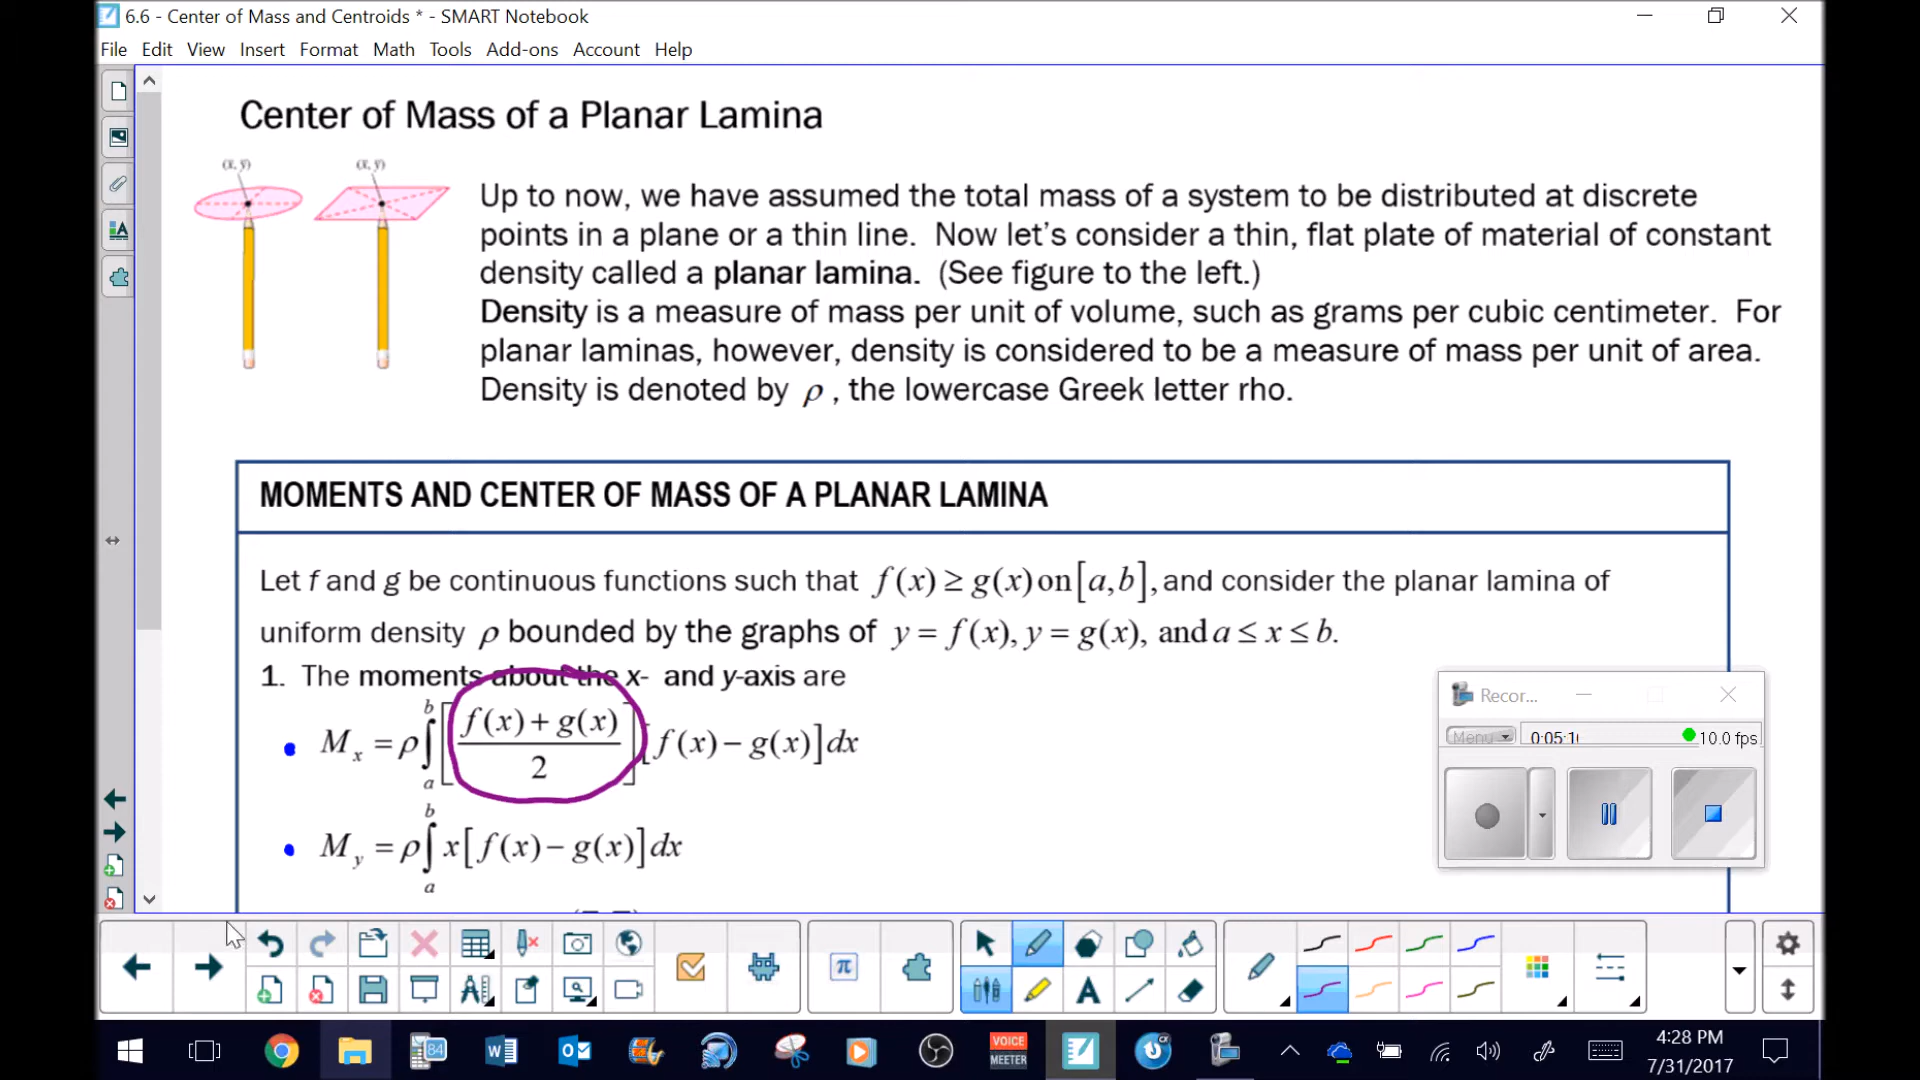 6.6 - Center of Mass and Centroids * - SMART Notebook
File Edit View Insert Format Math Tools Add-ons Account Help
Center of Mass of a Planar Lamina
(x, y) (x, y)
Up to now, we have assumed the total mass of a system to be distributed at discrete
points in a plane or a thin line. Now let's consider a thin, flat plate of material of constant
density called a planar lamina. (See figure to the left.)
Density is a measure of mass per unit of volume, such as grams per cubic centimeter. For
planar laminas, however, density is considered to be a measure of mass per unit of area.
Density is denoted by ρ , the lowercase Greek letter rho.
MOMENTS AND CENTER OF MASS OF A PLANAR LAMINA
Let f and g be continuous functions such that f(x) ≥ g(x) on [a,b], and consider the planar lamina of
uniform density ρ bounded by the graphs of y = f(x), y = g(x), and a ≤ x ≤ b.
1. The moments about the x- and y-axis are
• M_x = ρ∫_a^b [(f(x) + g(x))/2][f(x) − g(x)]dx
• M_y = ρ∫_a^b x[f(x) − g(x)]dx
Recor...
Menu 0:05:10 10.0 fps
π
A
84
VOICE
MEETER
4:28 PM
7/31/2017